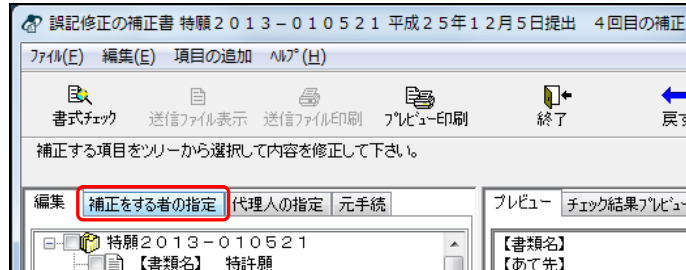 誤記修正の補正書 特願２０１３－０１０５２１ 平成２５年１２月５日提出 ４回目の補正
ﾌｧｲﾙ(F) 編集(E) 項目の追加 ﾍﾙﾌﾟ(H)
書式ﾁｪｯｸ 送信ﾌｧｲﾙ表示 送信ﾌｧｲﾙ印刷 ﾌﾟﾚﾋﾞｭｰ印刷 終了 戻す
補正する項目をﾂﾘｰから選択して内容を修正して下さい。
編集 補正をする者の指定 代理人の指定 元手続 ﾌﾟﾚﾋﾞｭｰ ﾁｪｯｸ結果ﾌﾟﾚﾋﾞｭｰ
特願２０１３－０１０５２１ 【書類名】
【書類名】 特許願 【あて先】